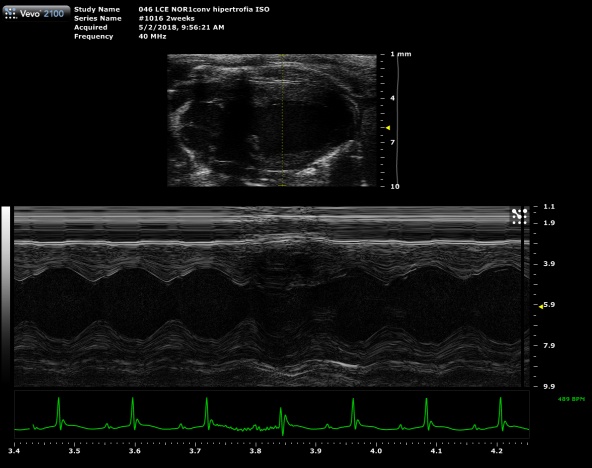 Vevo 2100
Study Name 046 LCE NOR1conv hipertrofia ISO
Series Name #1016 2weeks
Acquired 5/2/2018, 9:56:21 AM
Frequency 40 MHz
1 mm
4
7
10
1.1
1.9
3.9
5.9
7.9
9.9
489 BPM
3.4 3.5 3.6 3.7 3.8 3.9 4.0 4.1 4.2